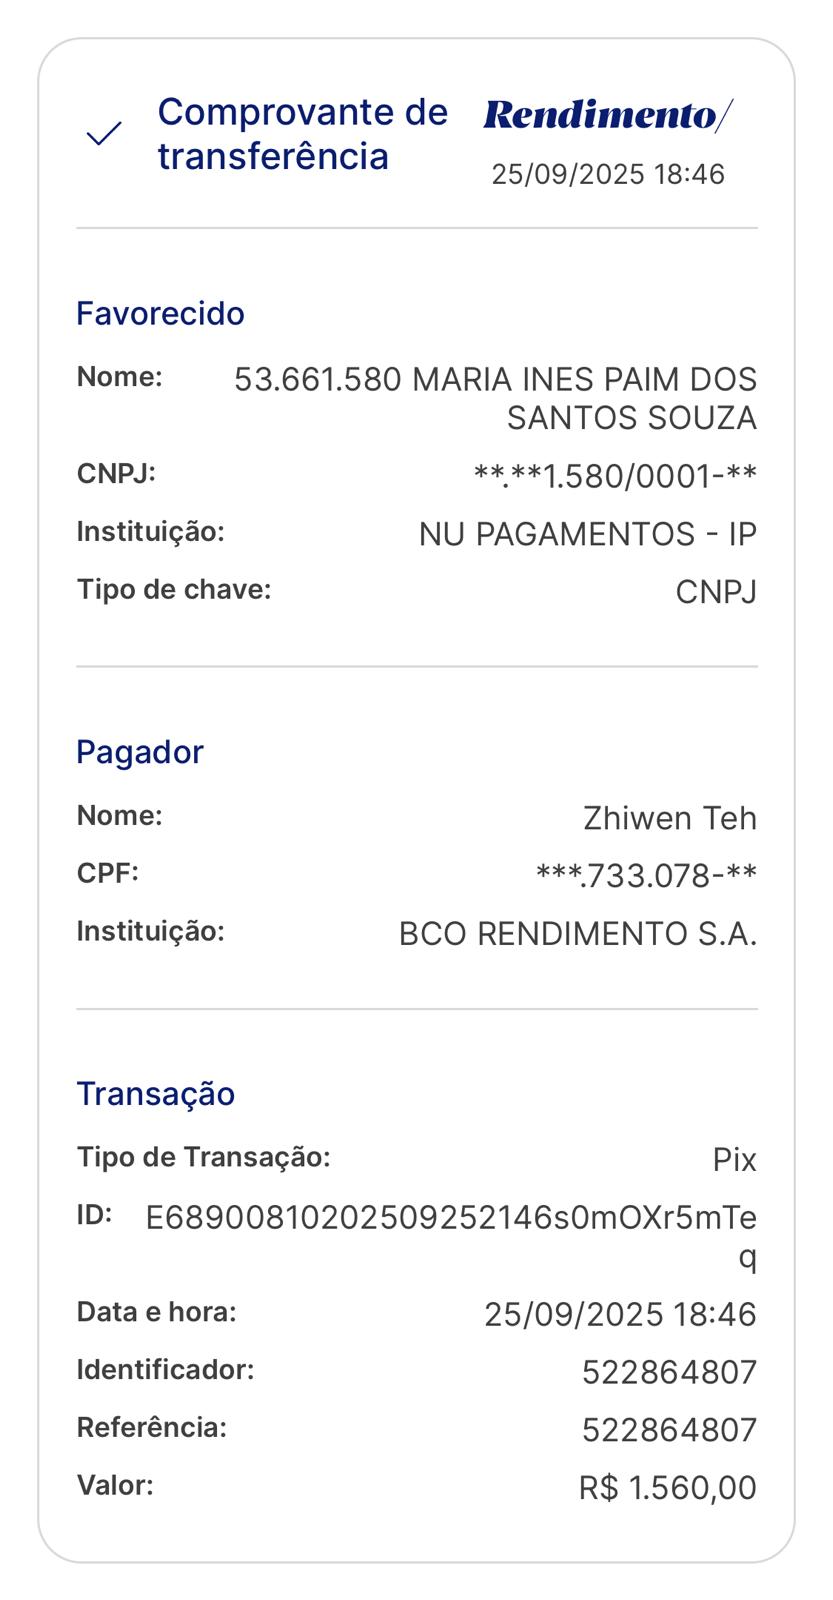 Comprovante de
transferência
Rendimento/
25/09/2025 18:46
Favorecido
Nome: 53.661.580 MARIA INES PAIM DOS
SANTOS SOUZA
CNPJ: **.**1.580/0001-**
Instituição: NU PAGAMENTOS - IP
Tipo de chave: CNPJ
Pagador
Nome: Zhiwen Teh
CPF: ***.733.078-**
Instituição: BCO RENDIMENTO S.A.
Transação
Tipo de Transação: Pix
ID: E68900810202509252146s0mOXr5mTe
q
Data e hora: 25/09/2025 18:46
Identificador: 522864807
Referência: 522864807
Valor: R$ 1.560,00